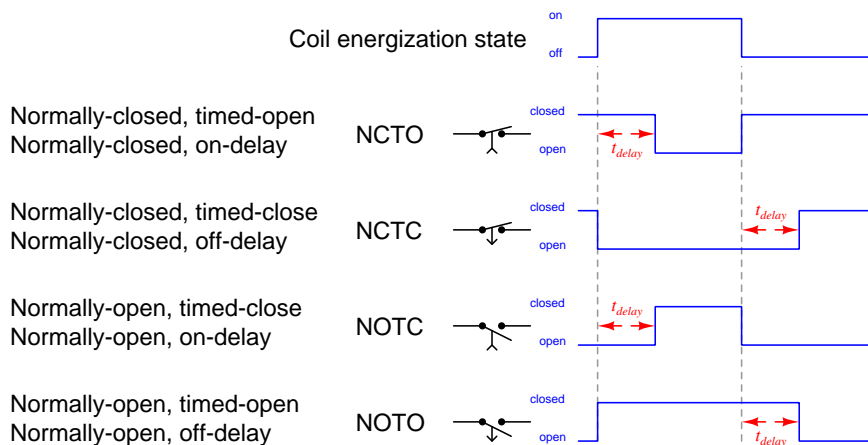 Coil energization state
on
off
Normally-closed, timed-open
Normally-closed, on-delay
NCTO
closed
open
t_delay
Normally-closed, timed-close
Normally-closed, off-delay
NCTC
closed
open
t_delay
Normally-open, timed-close
Normally-open, on-delay
NOTC
closed
open
t_delay
Normally-open, timed-open
Normally-open, off-delay
NOTO
closed
open
t_delay